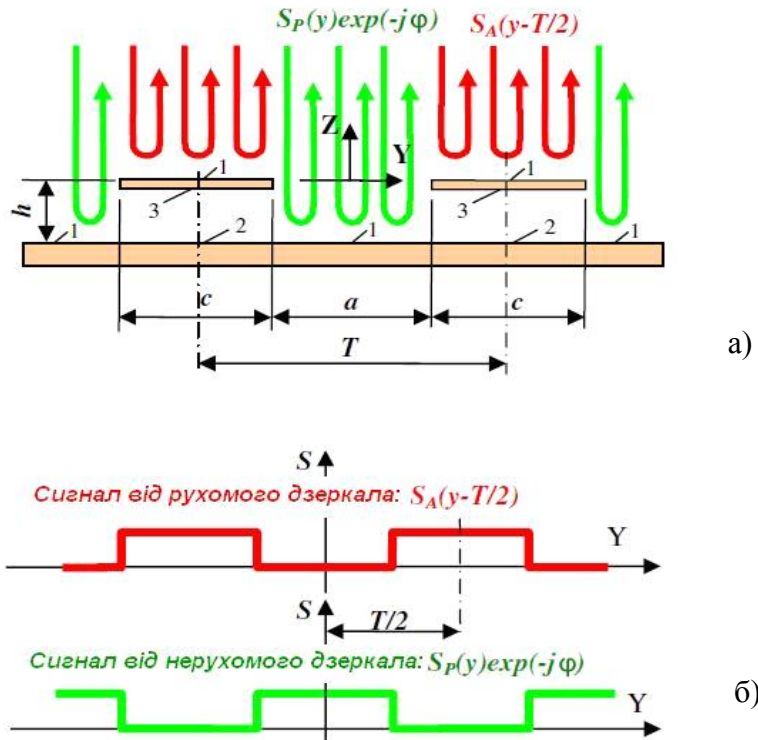 S_P(y)exp(-jφ) S_A(y-T/2)
Z
Y
1 1
3 3
h
1 2 1 2 1
c a c
T
а)
S
Сигнал від рухомого дзеркала: S_A(y-T/2)
Y
S
T/2
Сигнал від нерухомого дзеркала: S_P(y)exp(-jφ)
Y
б)